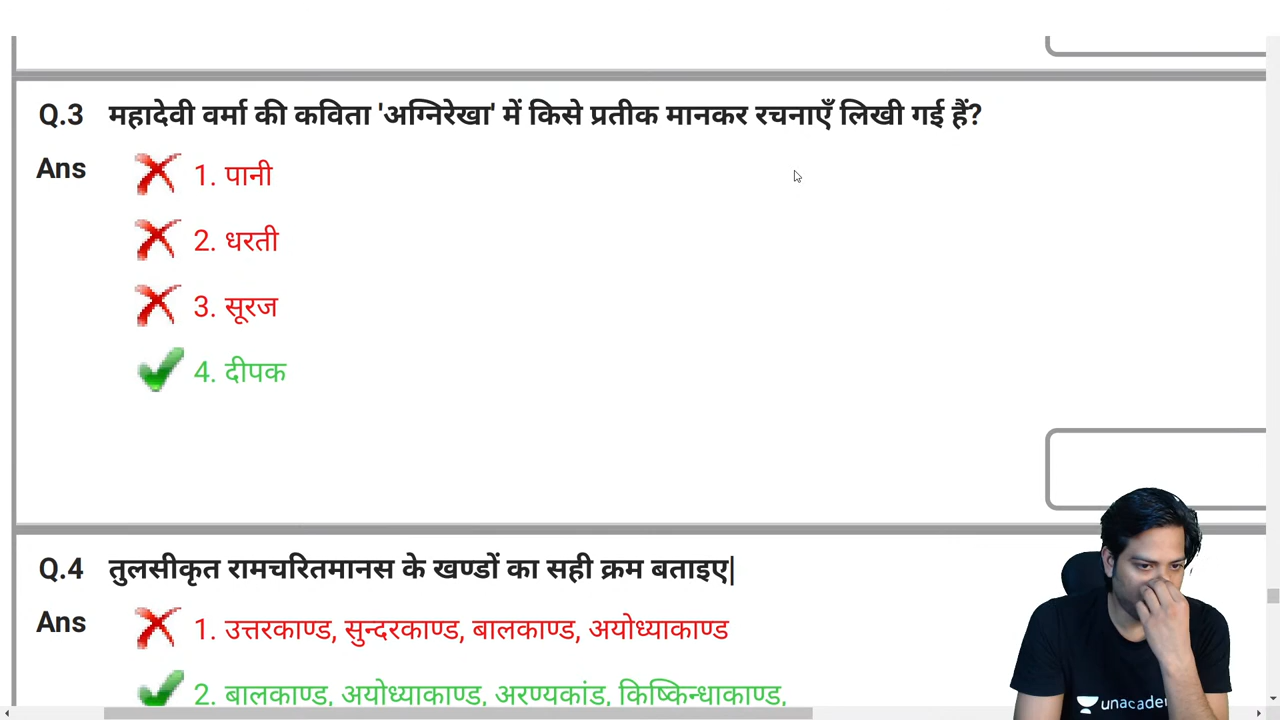 Q.3 महादेवी वर्मा की कविता 'अग्निरेखा' में किसे प्रतीक मानकर रचनाएँ लिखी गई हैं?
Ans 1. पानी
2. धरती
3. सूरज
4. दीपक
Q.4 तुलसीकृत रामचरितमानस के खण्डों का सही क्रम बताइए|
Ans 1. उत्तरकाण्ड, सुन्दरकाण्ड, बालकाण्ड, अयोध्याकाण्ड
2. बालकाण्ड, अयोध्याकाण्ड, अरण्यकांड, किष्किन्धाकाण्ड,
unacade